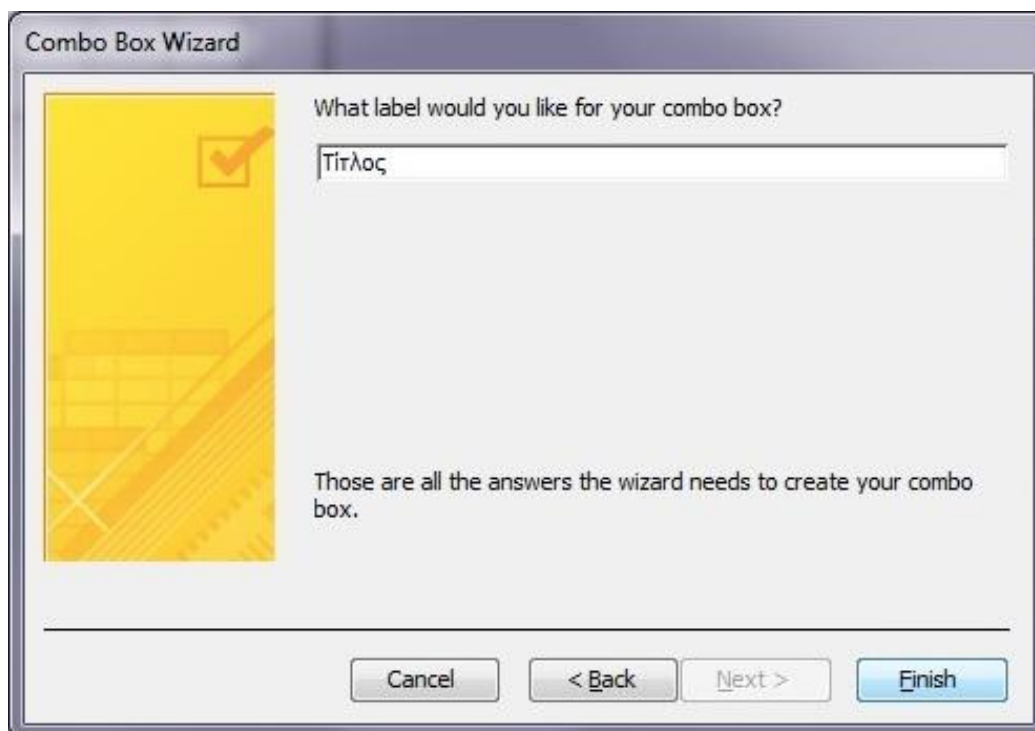 Combo Box Wizard
What label would you like for your combo box?
Τίτλος
Those are all the answers the wizard needs to create your combo
box.
Cancel
< Back
Next >
Finish